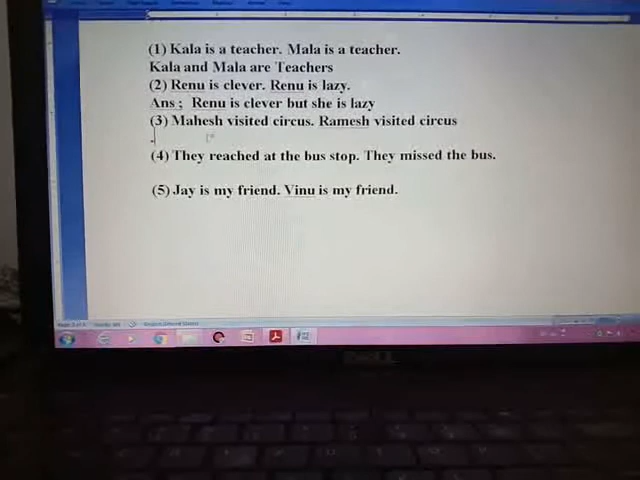 (1) Kala is a teacher. Mala is a teacher.
Kala and Mala are Teachers
(2) Renu is clever. Renu is lazy.
Ans ; Renu is clever but she is lazy
(3) Mahesh visited circus. Ramesh visited circus
.
(4) They reached at the bus stop. They missed the bus.
(5) Jay is my friend. Vinu is my friend.
DELL